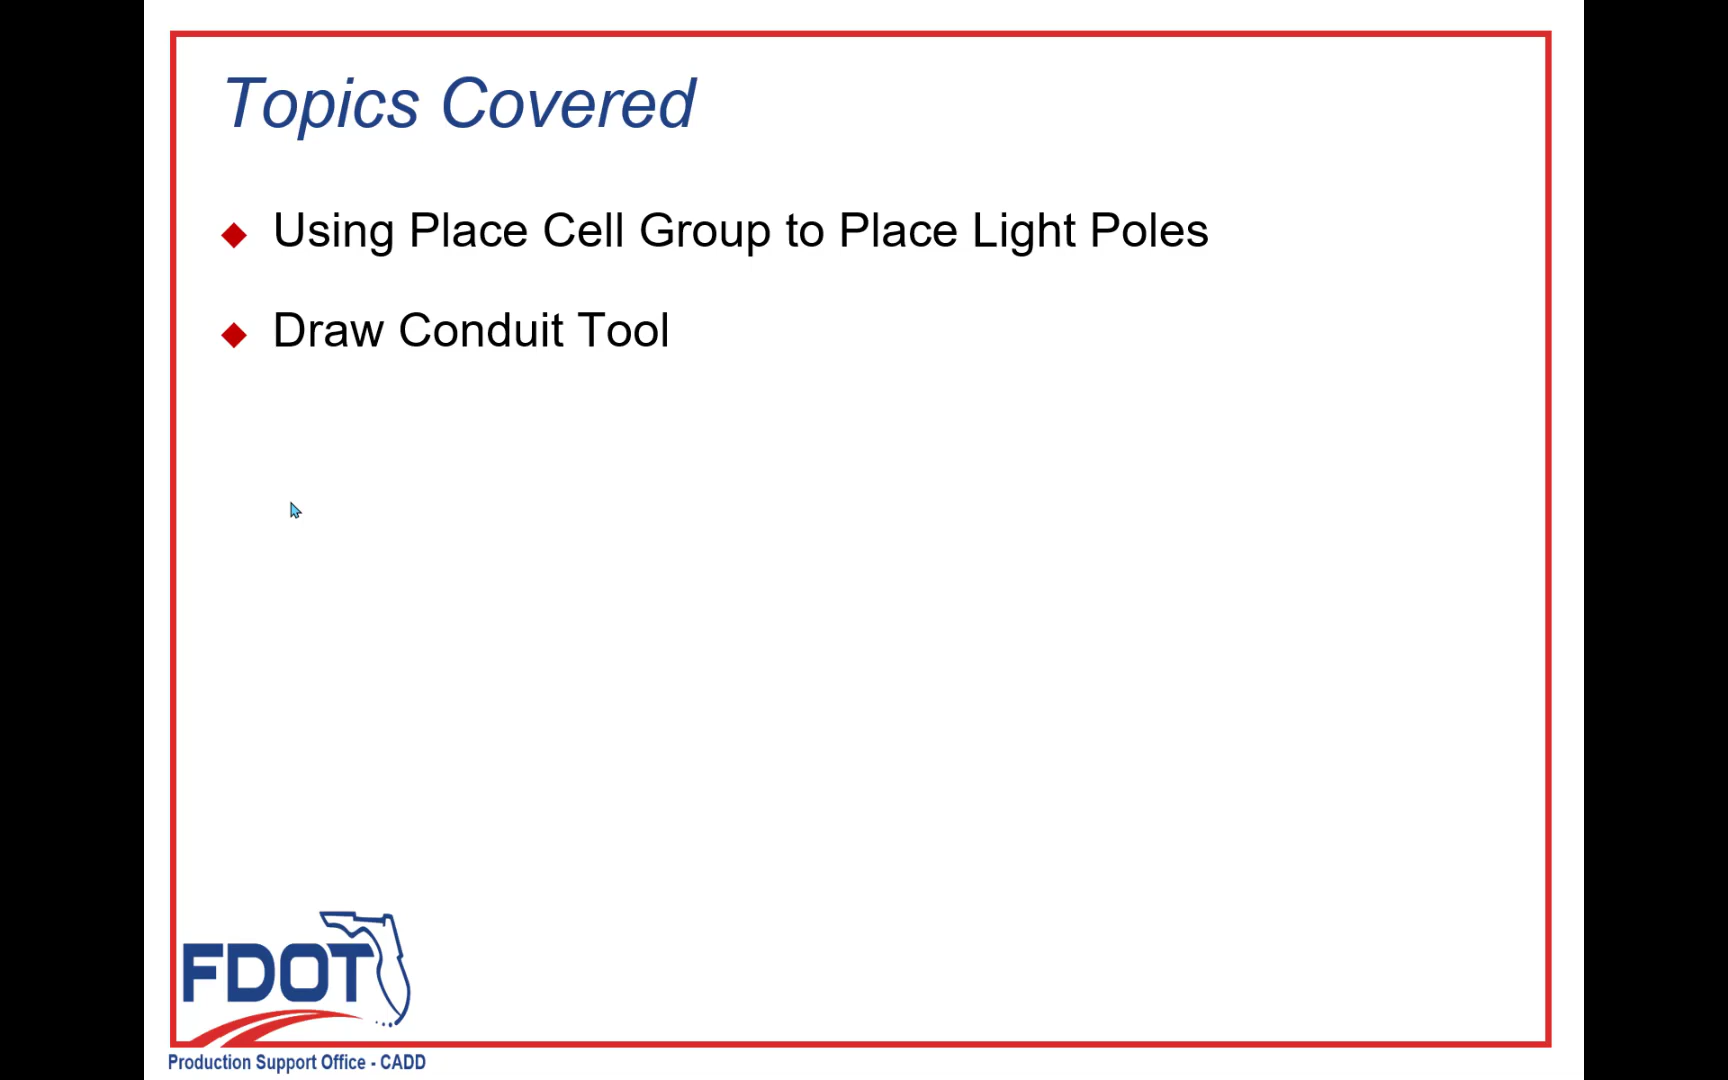 Topics Covered
Using Place Cell Group to Place Light Poles
Draw Conduit Tool
FDOT
Production Support Office - CADD